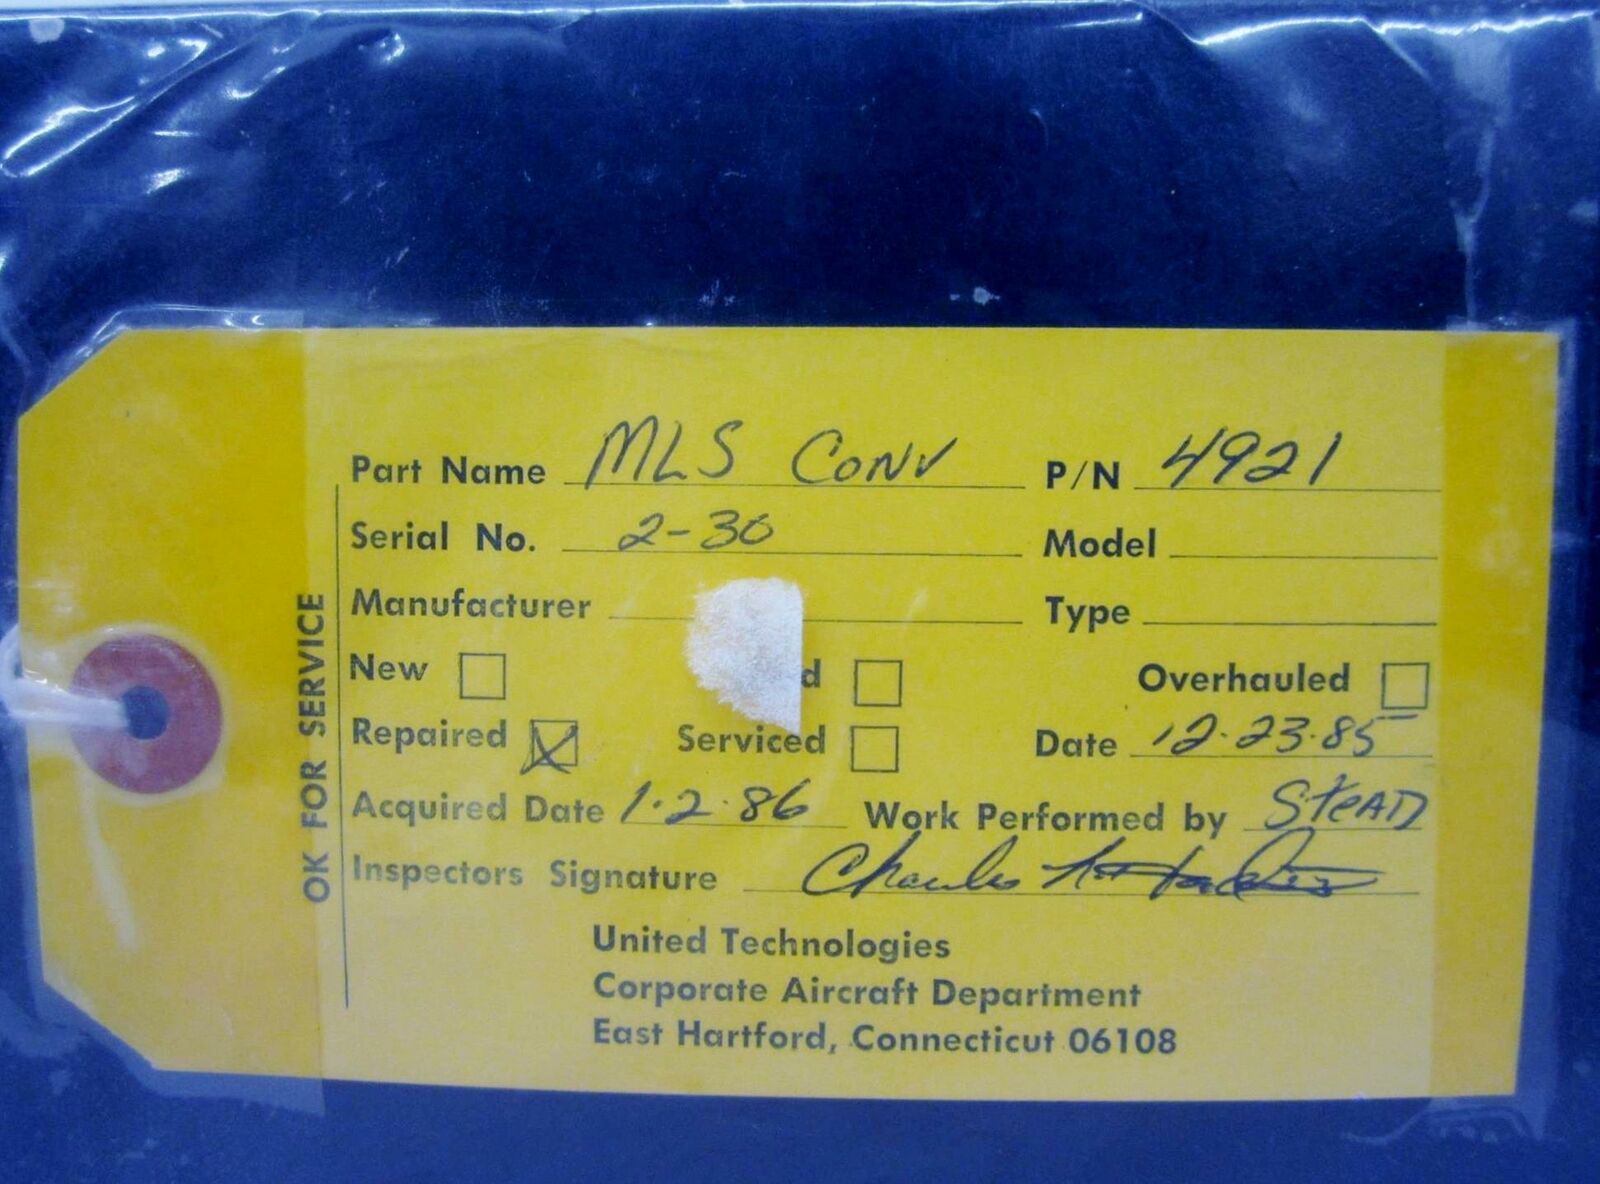 Part Name MLS CONV P/N 4921
Serial No. 2-30 Model
Manufacturer Type
New d Overhauled
Repaired Serviced Date 12.23.85
Acquired Date 1.2.86 Work Performed by STEAD
Inspectors Signature Charles
United Technologies
Corporate Aircraft Department
East Hartford, Connecticut 06108
OK FOR SERVICE